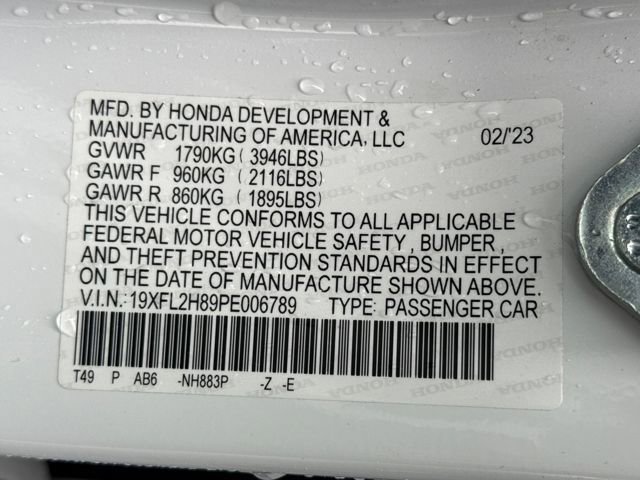 MFD. BY HONDA DEVELOPMENT &
MANUFACTURING OF AMERICA, LLC 02/'23
GVWR 1790KG ( 3946LBS)
GAWR F 960KG ( 2116LBS)
GAWR R 860KG ( 1895LBS)
THIS VEHICLE CONFORMS TO ALL APPLICABLE
FEDERAL MOTOR VEHICLE SAFETY , BUMPER ,
AND THEFT PREVENTION STANDARDS IN EFFECT
ON THE DATE OF MANUFACTURE SHOWN ABOVE.
V.I.N.:19XFL2H89PE006789 TYPE: PASSENGER CAR
T49 P AB6 -NH883P -Z -E